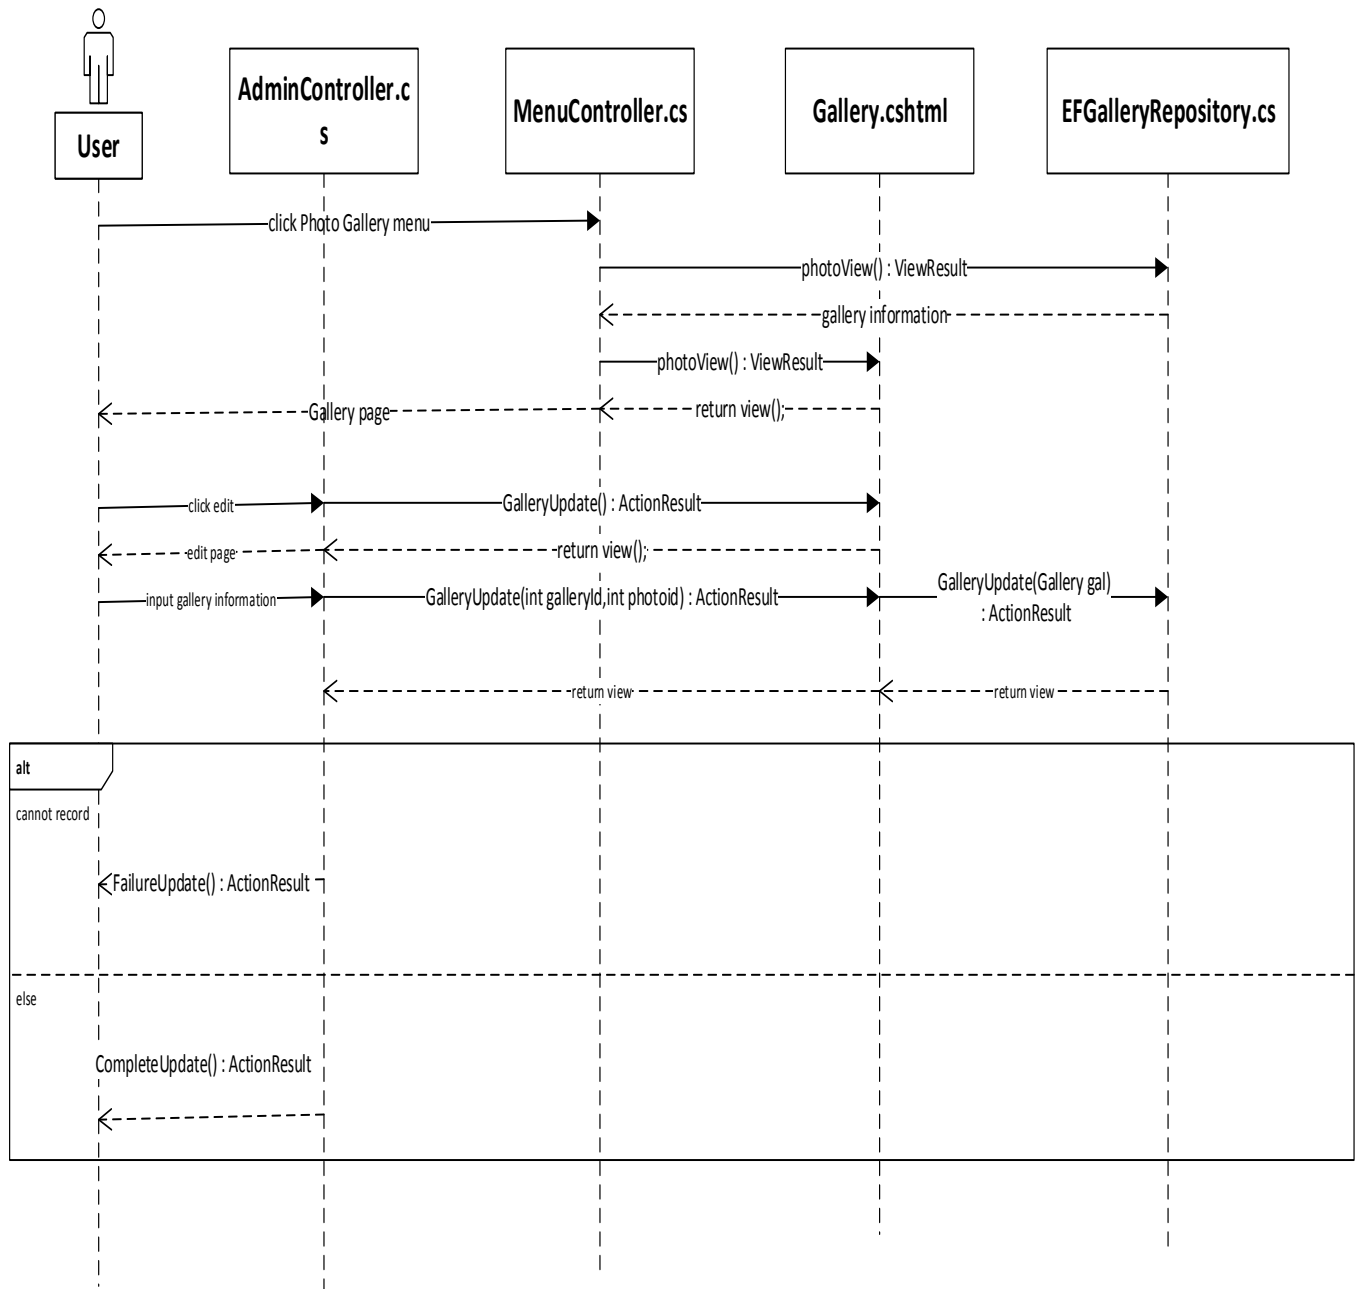 User
AdminController.c
s
MenuController.cs
Gallery.cshtml
EFGalleryRepository.cs
click Photo Gallery menu
photoView() : ViewResult
gallery information
photoView() : ViewResult
Gallery page
return view();
click edit
GalleryUpdate() : ActionResult
edit page
return view();
input gallery information
GalleryUpdate(int galleryId,int photoid) : ActionResult
GalleryUpdate(Gallery gal)
: ActionResult
return view
return view
alt
cannot record
FailureUpdate() : ActionResult
else
CompleteUpdate() : ActionResult